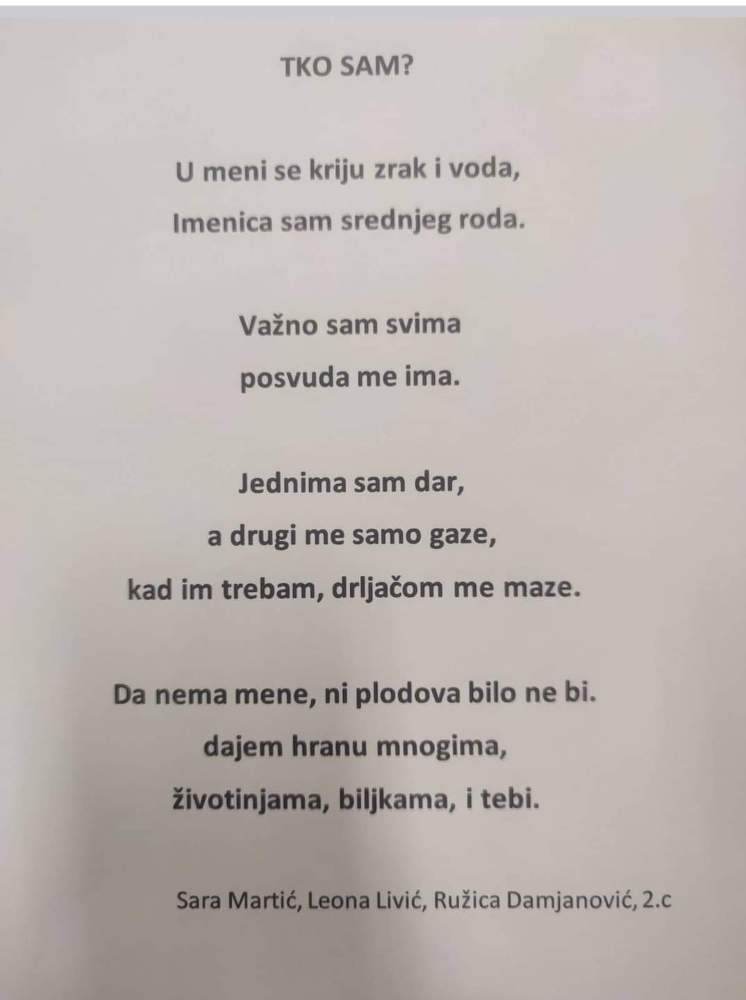 TKO SAM?
U meni se kriju zrak i voda,
Imenica sam srednjeg roda.
Važno sam svima
posvuda me ima.
Jednima sam dar,
a drugi me samo gaze,
kad im trebam, drljačom me maze.
Da nema mene, ni plodova bilo ne bi.
dajem hranu mnogima,
životinjama, biljkama, i tebi.
Sara Martić, Leona Livić, Ružica Damjanović, 2.c